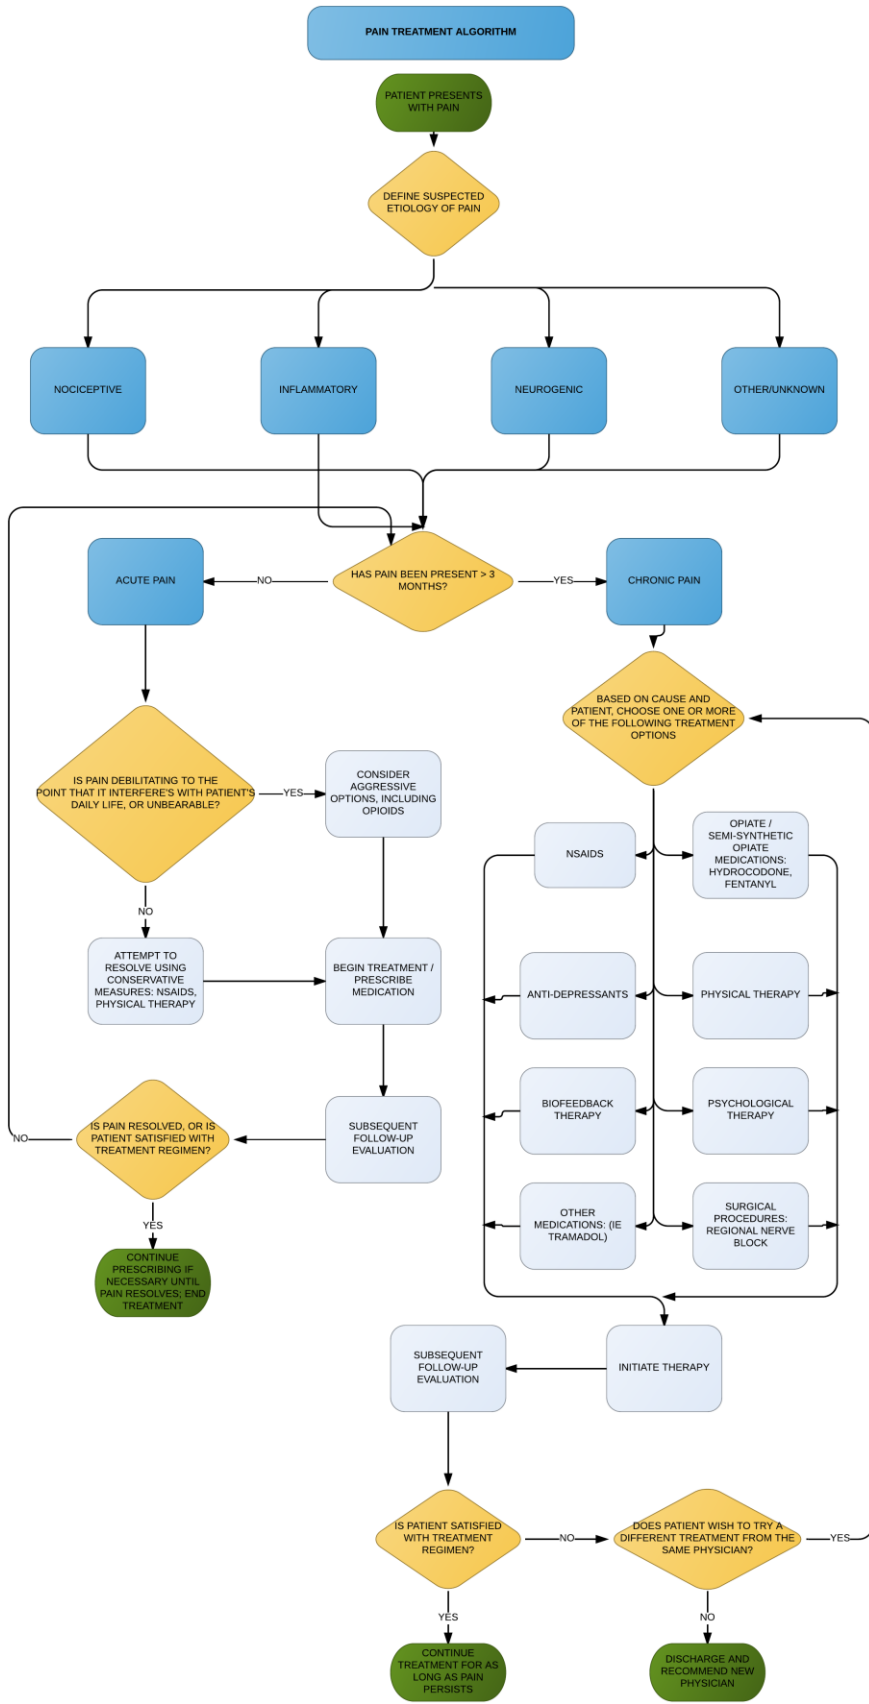 PAIN TREATMENT ALGORITHM
PATIENT PRESENTS
WITH PAIN
DEFINE SUSPECTED
ETIOLOGY OF PAIN
NOCICEPTIVE
INFLAMMATORY
NEUROGENIC
OTHER/UNKNOWN
ACUTE PAIN
NO
HAS PAIN BEEN PRESENT > 3
MONTHS?
YES
CHRONIC PAIN
IS PAIN DEBILITATING TO THE
POINT THAT IT INTERFERE'S WITH PATIENT'S
DAILY LIFE, OR UNBEARABLE?
YES
CONSIDER
AGGRESSIVE
OPTIONS, INCLUDING
OPIOIDS
NO
ATTEMPT TO
RESOLVE USING
CONSERVATIVE
MEASURES: NSAIDS,
PHYSICAL THERAPY
BEGIN TREATMENT /
PRESCRIBE
MEDICATION
SUBSEQUENT
FOLLOW-UP
EVALUATION
IS PAIN RESOLVED, OR IS
PATIENT SATISFIED WITH
TREATMENT REGIMEN?
NO
YES
CONTINUE
PRESCRIBING IF
NECESSARY UNTIL
PAIN RESOLVES; END
TREATMENT
BASED ON CAUSE AND
PATIENT, CHOOSE ONE OR MORE
OF THE FOLLOWING TREATMENT
OPTIONS
NSAIDS
OPIATE /
SEMI-SYNTHETIC
OPIATE
MEDICATIONS:
HYDROCODONE,
FENTANYL
ANTI-DEPRESSANTS
PHYSICAL THERAPY
BIOFEEDBACK
THERAPY
PSYCHOLOGICAL
THERAPY
OTHER
MEDICATIONS: (IE
TRAMADOL)
SURGICAL
PROCEDURES:
REGIONAL NERVE
BLOCK
INITIATE THERAPY
SUBSEQUENT
FOLLOW-UP
EVALUATION
IS PATIENT SATISFIED
WITH TREATMENT
REGIMEN?
NO
DOES PATIENT WISH TO TRY A
DIFFERENT TREATMENT FROM THE
SAME PHYSICIAN?
YES
YES
CONTINUE
TREATMENT FOR AS
LONG AS PAIN
PERSISTS
NO
DISCHARGE AND
RECOMMEND NEW
PHYSICIAN